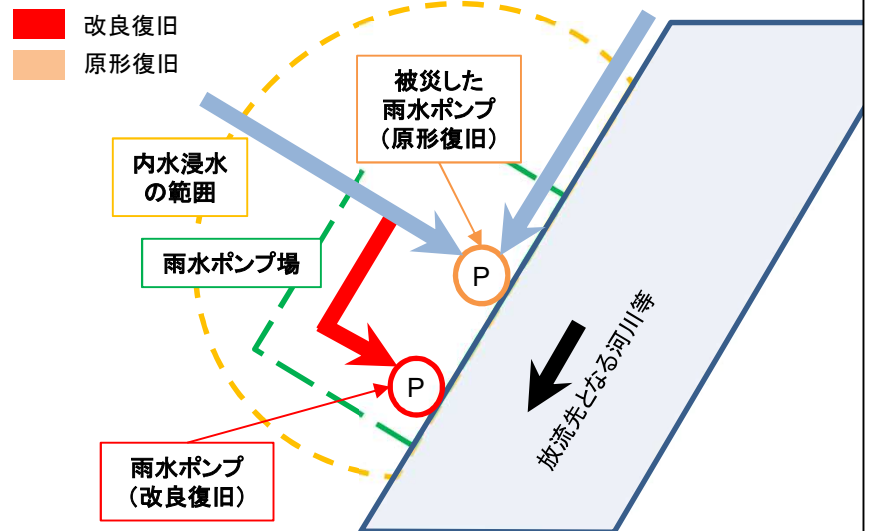 改良復旧
原形復旧
被災した
雨水ポンプ
（原形復旧）
内水浸水
の範囲
雨水ポンプ場
P
P
放流先となる河川等
雨水ポンプ
（改良復旧）